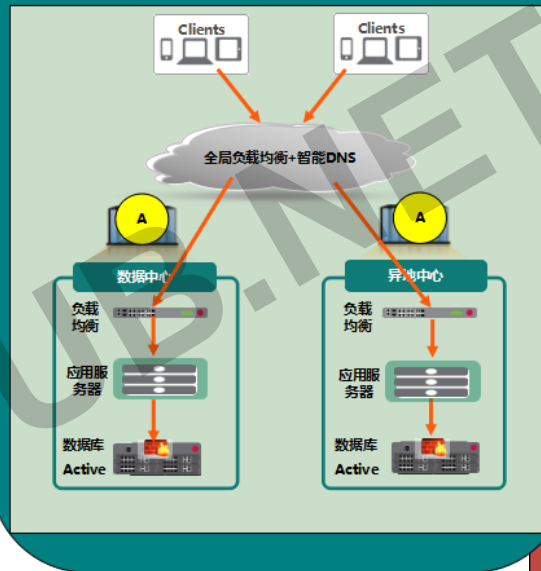 Clients
Clients
全局负载均衡+智能DNS
A
A
数据中心
异地中心
负载
均衡
负载
均衡
应用服
务器
应用服
务器
数据库
Active
数据库
Active
UB.NET